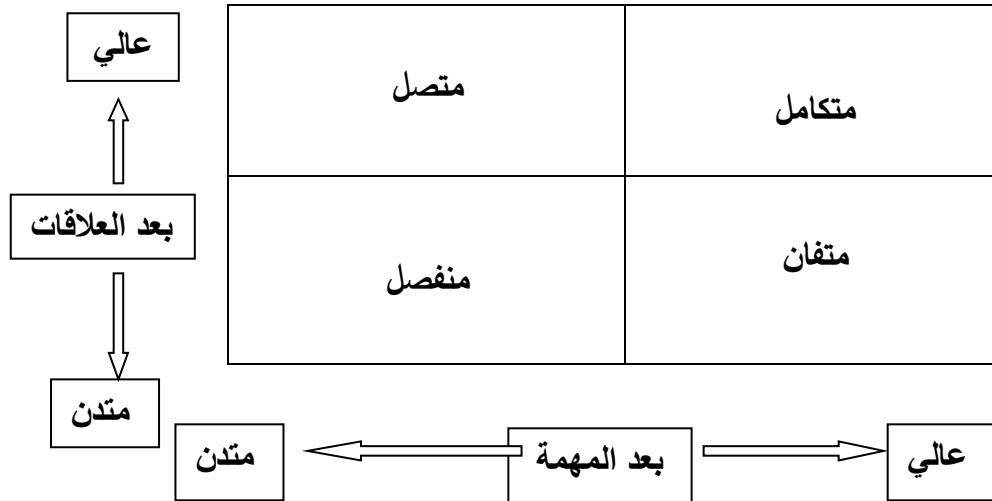 عالي
متصل
متكامل
بعد العلاقات
منفصل
متفان
متدن
متدن
بعد المهمة
عالي